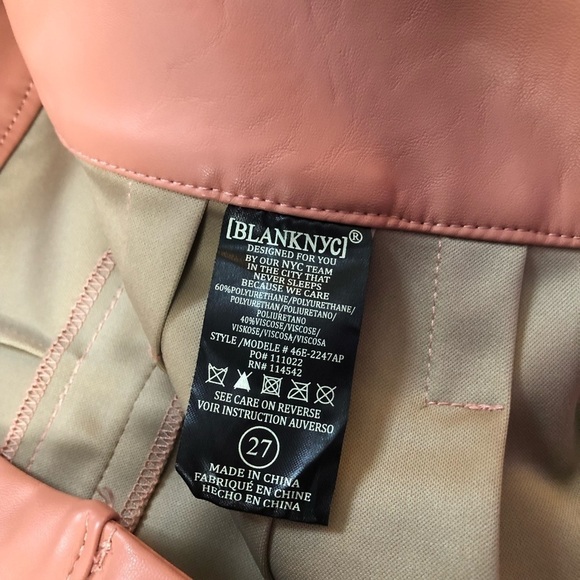 [BLANKNYC]®
DESIGNED FOR YOU
BY OUR NYC TEAM
IN THE CITY THAT
NEVER SLEEPS
BECAUSE WE CARE
60%POLYURETHANE/POLYURETHANE/
POLYURETHAN/POLIURETANO/
POLIURETANO
40%VISCOSE/VISCOSE/
VISKOSE/VISCOSA/VISCOSA
STYLE /MODELE # 46E-2247AP
PO# 111022
RN# 114542
SEE CARE ON REVERSE
VOIR INSTRUCTION AUVERSO
27
MADE IN CHINA
FABRIQUÉ EN CHINE
HECHO EN CHINA